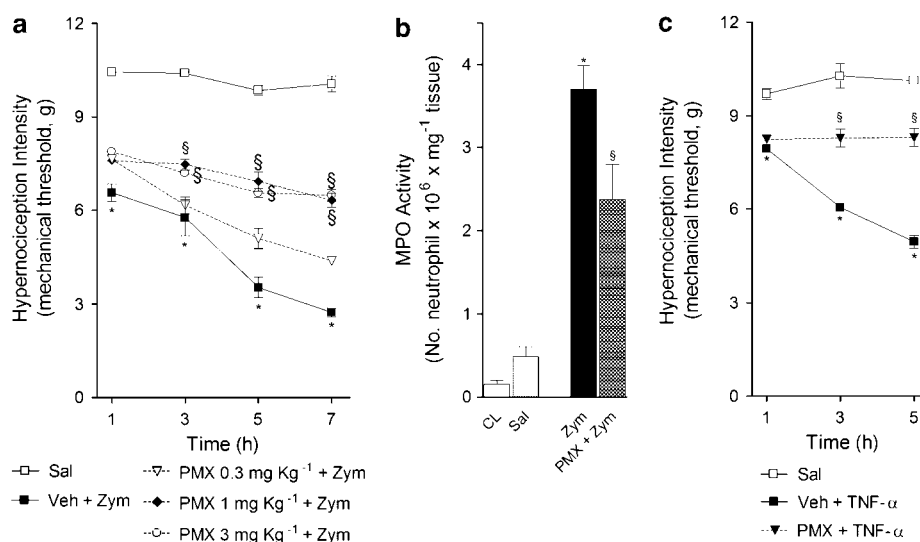 a
Hypernociception Intensity
(mechanical threshold, g)
12
9
6
3
0
§
§
§
§
§
§
*
*
*
*
1
3
5
7
Time (h)
Sal
Veh + Zym
PMX 0.3 mg Kg⁻¹ + Zym
PMX 1 mg Kg⁻¹ + Zym
PMX 3 mg Kg⁻¹ + Zym
b
MPO Activity
(No. neutrophil x 10⁶ x mg⁻¹ tissue)
4
3
2
1
0
*
§
CL
Sal
Zym
PMX + Zym
c
Hypernociception Intensity
(mechanical threshold, g)
12
9
6
3
0
§
§
*
*
*
1
3
5
Time (h)
Sal
Veh + TNF-α
PMX + TNF-α